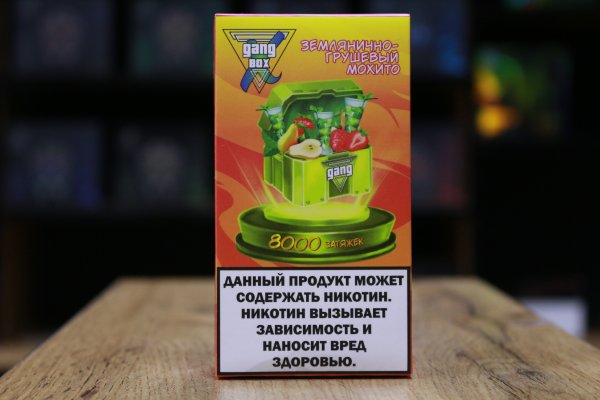 gang
BOX
ЗЕМЛЯНИЧНО-
ГРУШЕВЫЙ
МОХИТО
gang
8000 ЗАТЯЖЕК
ДАННЫЙ ПРОДУКТ МОЖЕТ
СОДЕРЖАТЬ НИКОТИН.
НИКОТИН ВЫЗЫВАЕТ
ЗАВИСИМОСТЬ И
НАНОСИТ ВРЕД
ЗДОРОВЬЮ.